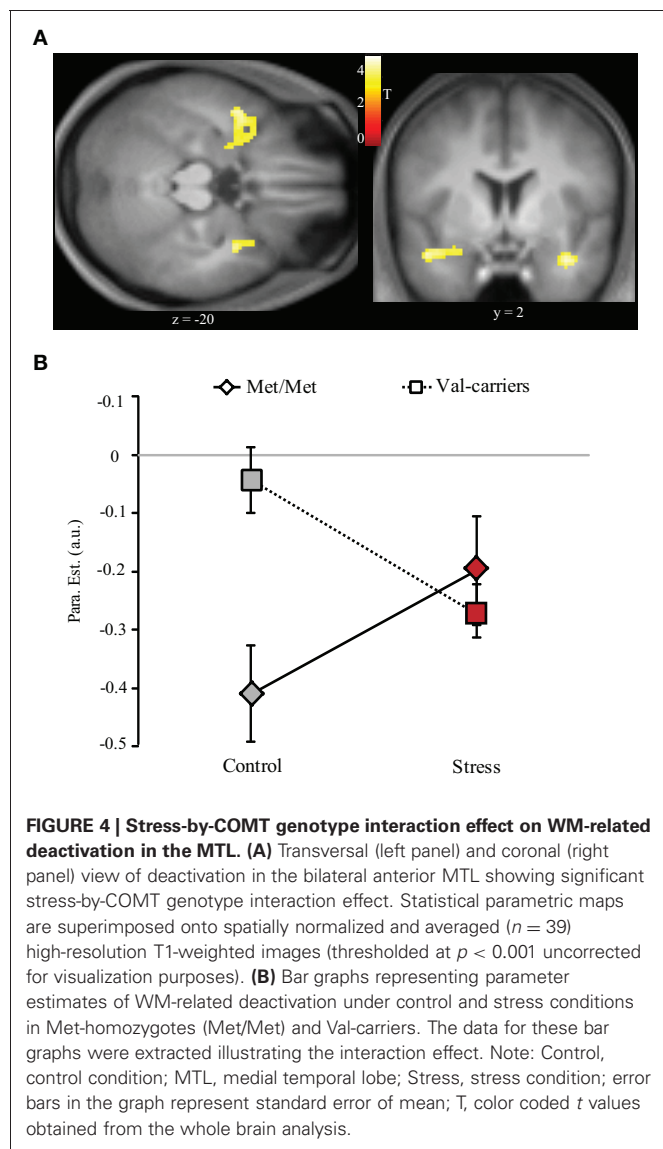 A
4
2
0
T
z = -20
y = 2
B
Met/Met
Val-carriers
-0.1
0
-0.1
-0.2
-0.3
-0.4
-0.5
Para. Est. (a.u.)
Control
Stress
FIGURE 4 | Stress-by-COMT genotype interaction effect on WM-related
deactivation in the MTL. (A) Transversal (left panel) and coronal (right
panel) view of deactivation in the bilateral anterior MTL showing significant
stress-by-COMT genotype interaction effect. Statistical parametric maps
are superimposed onto spatially normalized and averaged (n = 39)
high-resolution T1-weighted images (thresholded at p < 0.001 uncorrected
for visualization purposes). (B) Bar graphs representing parameter
estimates of WM-related deactivation under control and stress conditions
in Met-homozygotes (Met/Met) and Val-carriers. The data for these bar
graphs were extracted illustrating the interaction effect. Note: Control,
control condition; MTL, medial temporal lobe; Stress, stress condition; error
bars in the graph represent standard error of mean; T, color coded t values
obtained from the whole brain analysis.